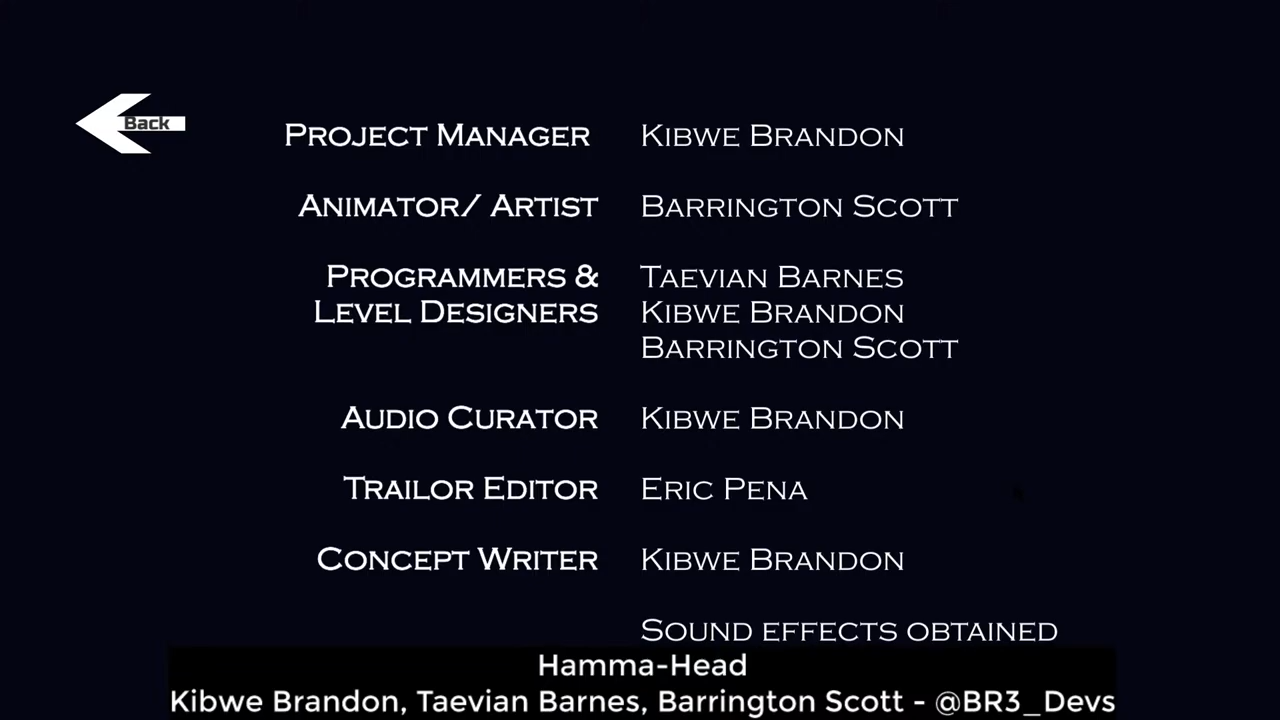 Back
PROJECT MANAGER KIBWE BRANDON
ANIMATOR/ ARTIST BARRINGTON SCOTT
PROGRAMMERS & TAEVIAN BARNES
LEVEL DESIGNERS KIBWE BRANDON
BARRINGTON SCOTT
AUDIO CURATOR KIBWE BRANDON
TRAILOR EDITOR ERIC PENA
CONCEPT WRITER KIBWE BRANDON
SOUND EFFECTS OBTAINED
Hamma-Head
Kibwe Brandon, Taevian Barnes, Barrington Scott - @BR3_Devs